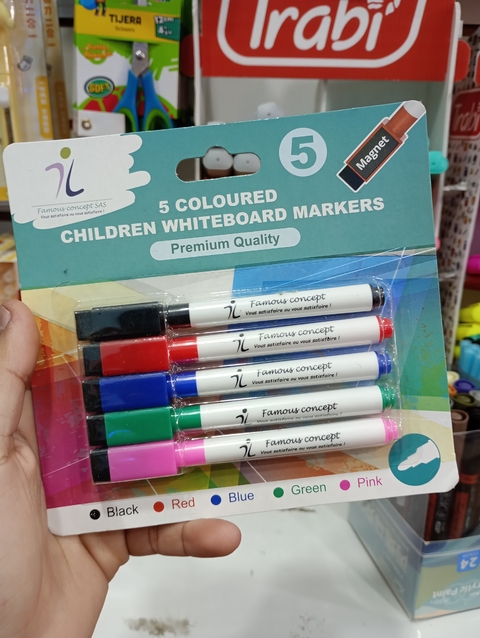 TIJERA
Scissors
SOFT
Trabi
5
Magnet
Famous concept SAS
Vous satisfaire ou vous satisfaire !
5 COLOURED
CHILDREN WHITEBOARD MARKERS
Premium Quality
Famous concept
Vous satisfaire ou vous satisfaire !
Famous concept
Vous satisfaire ou vous satisfaire !
Famous concept
Vous satisfaire ou vous satisfaire !
Famous concept
Vous satisfaire ou vous satisfaire !
Famous concept
Vous satisfaire ou vous satisfaire !
Black
Red
Blue
Green
Pink
24
Paint